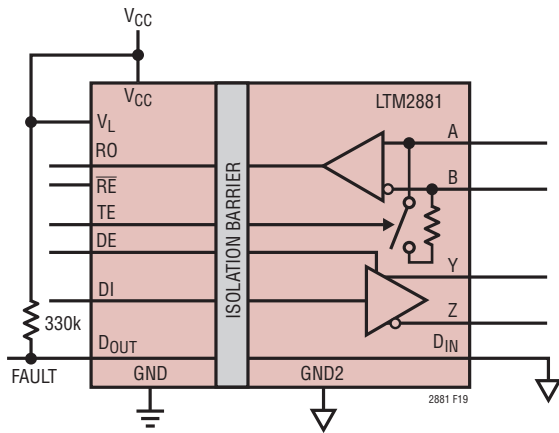 VCC
VCC
LTM2881
VL
A
RO
B
RE
TE
DE
ISOLATION BARRIER
Y
DI
Z
330k
DOUT
DIN
FAULT
GND
GND2
2881 F19